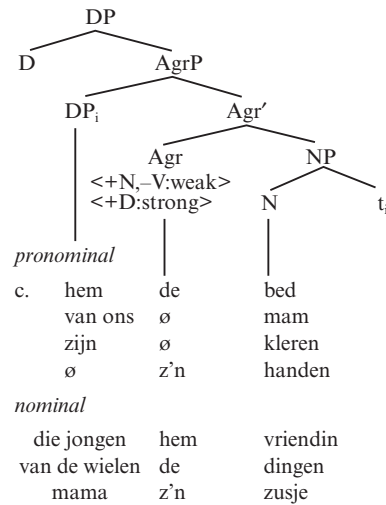 DP
D AgrP
DPi Agr′
Agr NP
<+N,–V:weak>
<+D:strong> N ti
pronominal
c. hem de bed
van ons ø mam
zijn ø kleren
ø z’n handen
nominal
die jongen hem vriendin
van de wielen de dingen
mama z’n zusje